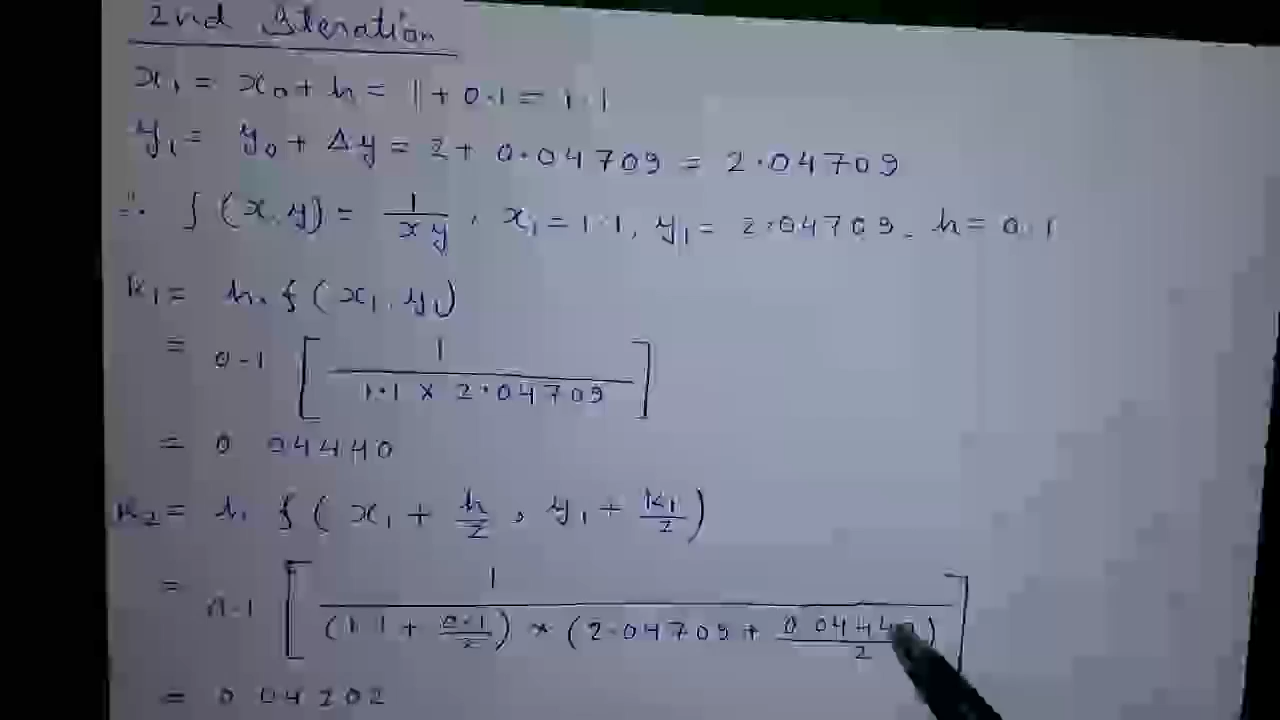 2nd Iteration
x₁ = x₀ + h = 1 + 0.1 = 1.1
y₁ = y₀ + Δy = 2 + 0.04709 = 2.04709
∴ f(x,y) = 1/xy, x₁ = 1.1, y₁ = 2.04709, h = 0.1
k₁ = h. f(x₁, y₁)
= 0.1 [ 1 / 1.1 × 2.04709 ]
= 0 04440
k₂ = h. f(x₁ + h/2, y₁ + k₁/2)
= 0.1 [ 1 / (1.1 + 0.1/2) × (2.04709 + 0.04440/2) ]
= 0 04202